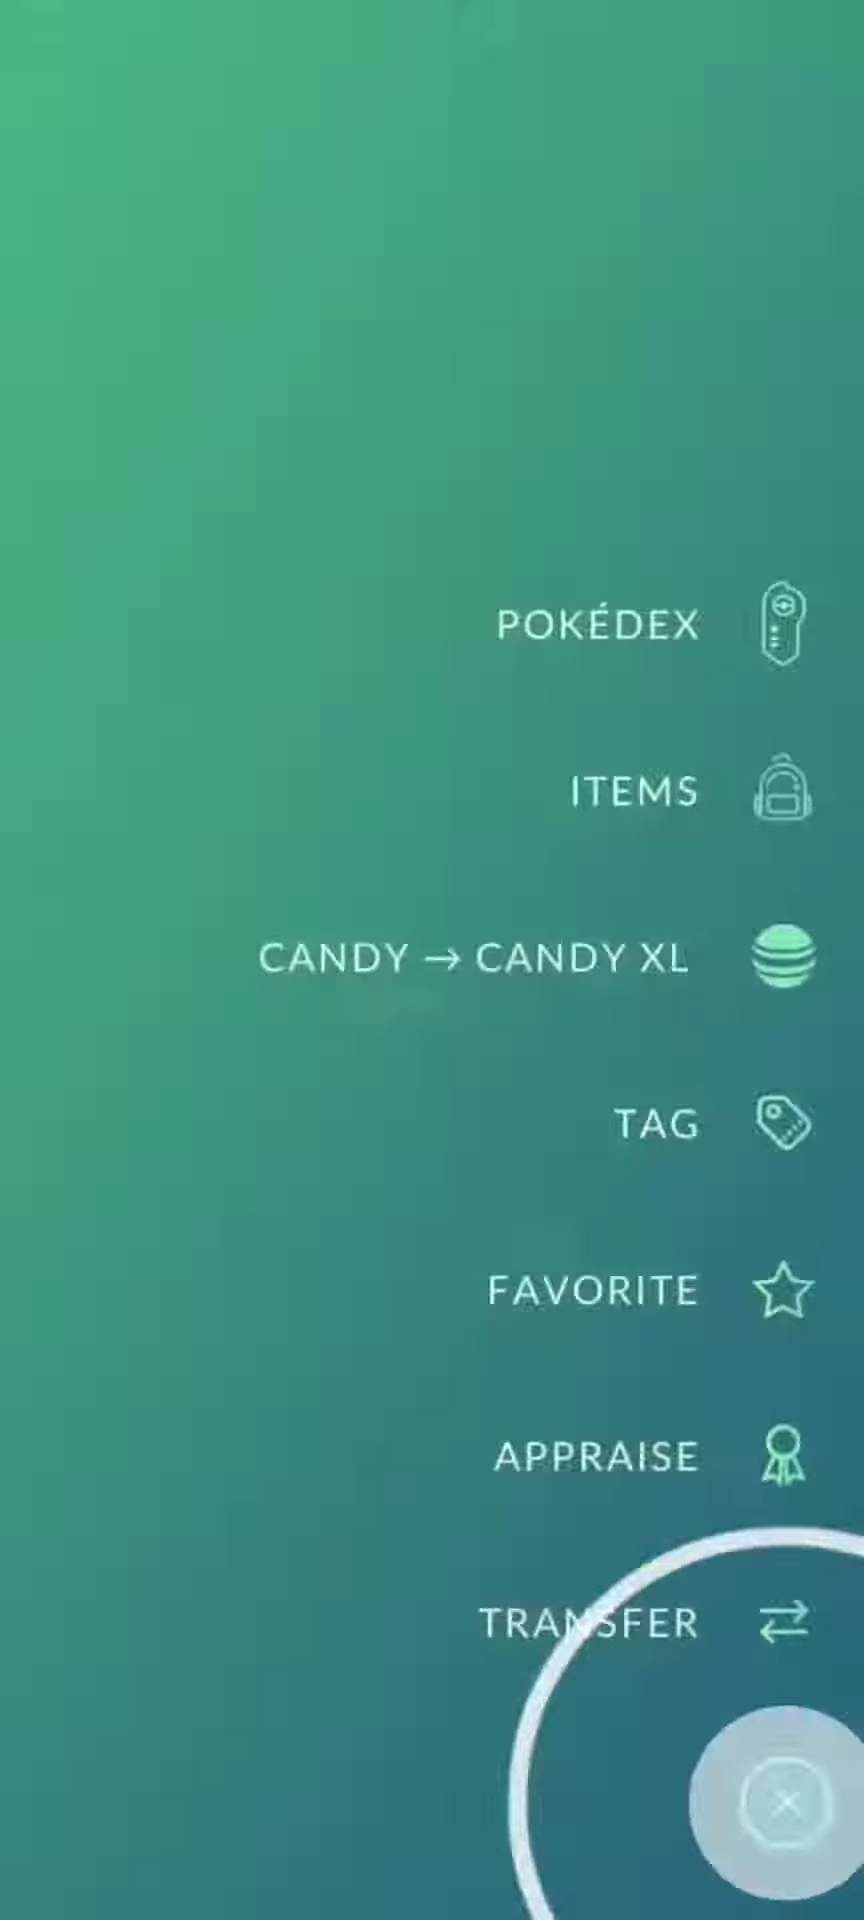 POKÉDEX
ITEMS
CANDY → CANDY XL
TAG
FAVORITE
APPRAISE
TRANSFER